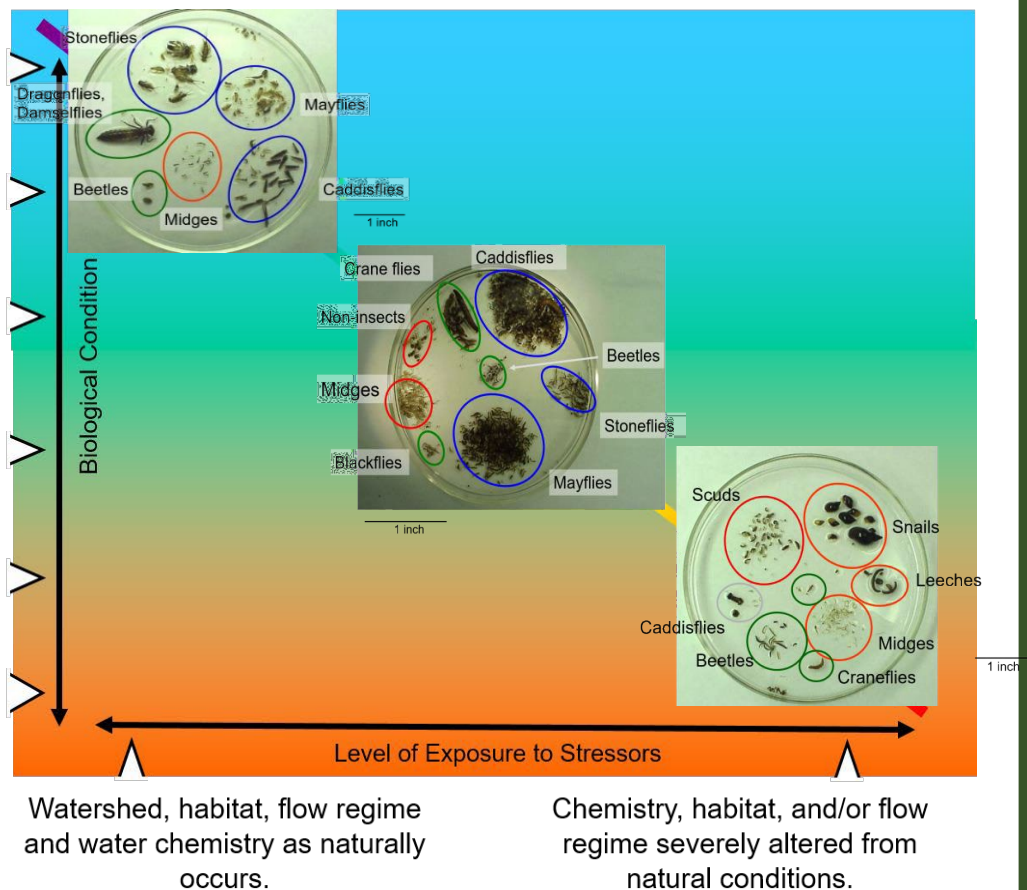 Stoneflies
Dragonflies,
Damselflies
Mayflies
Beetles
Caddisflies
Midges
1 inch
Biological Condition
Crane flies
Caddisflies
Non-insects
Beetles
Midges
Stoneflies
Blackflies
Mayflies
1 inch
Scuds
Snails
Leeches
Caddisflies
Midges
Beetles
Craneflies
1 inch
Level of Exposure to Stressors
Watershed, habitat, flow regime
and water chemistry as naturally
occurs.
Chemistry, habitat, and/or flow
regime severely altered from
natural conditions.